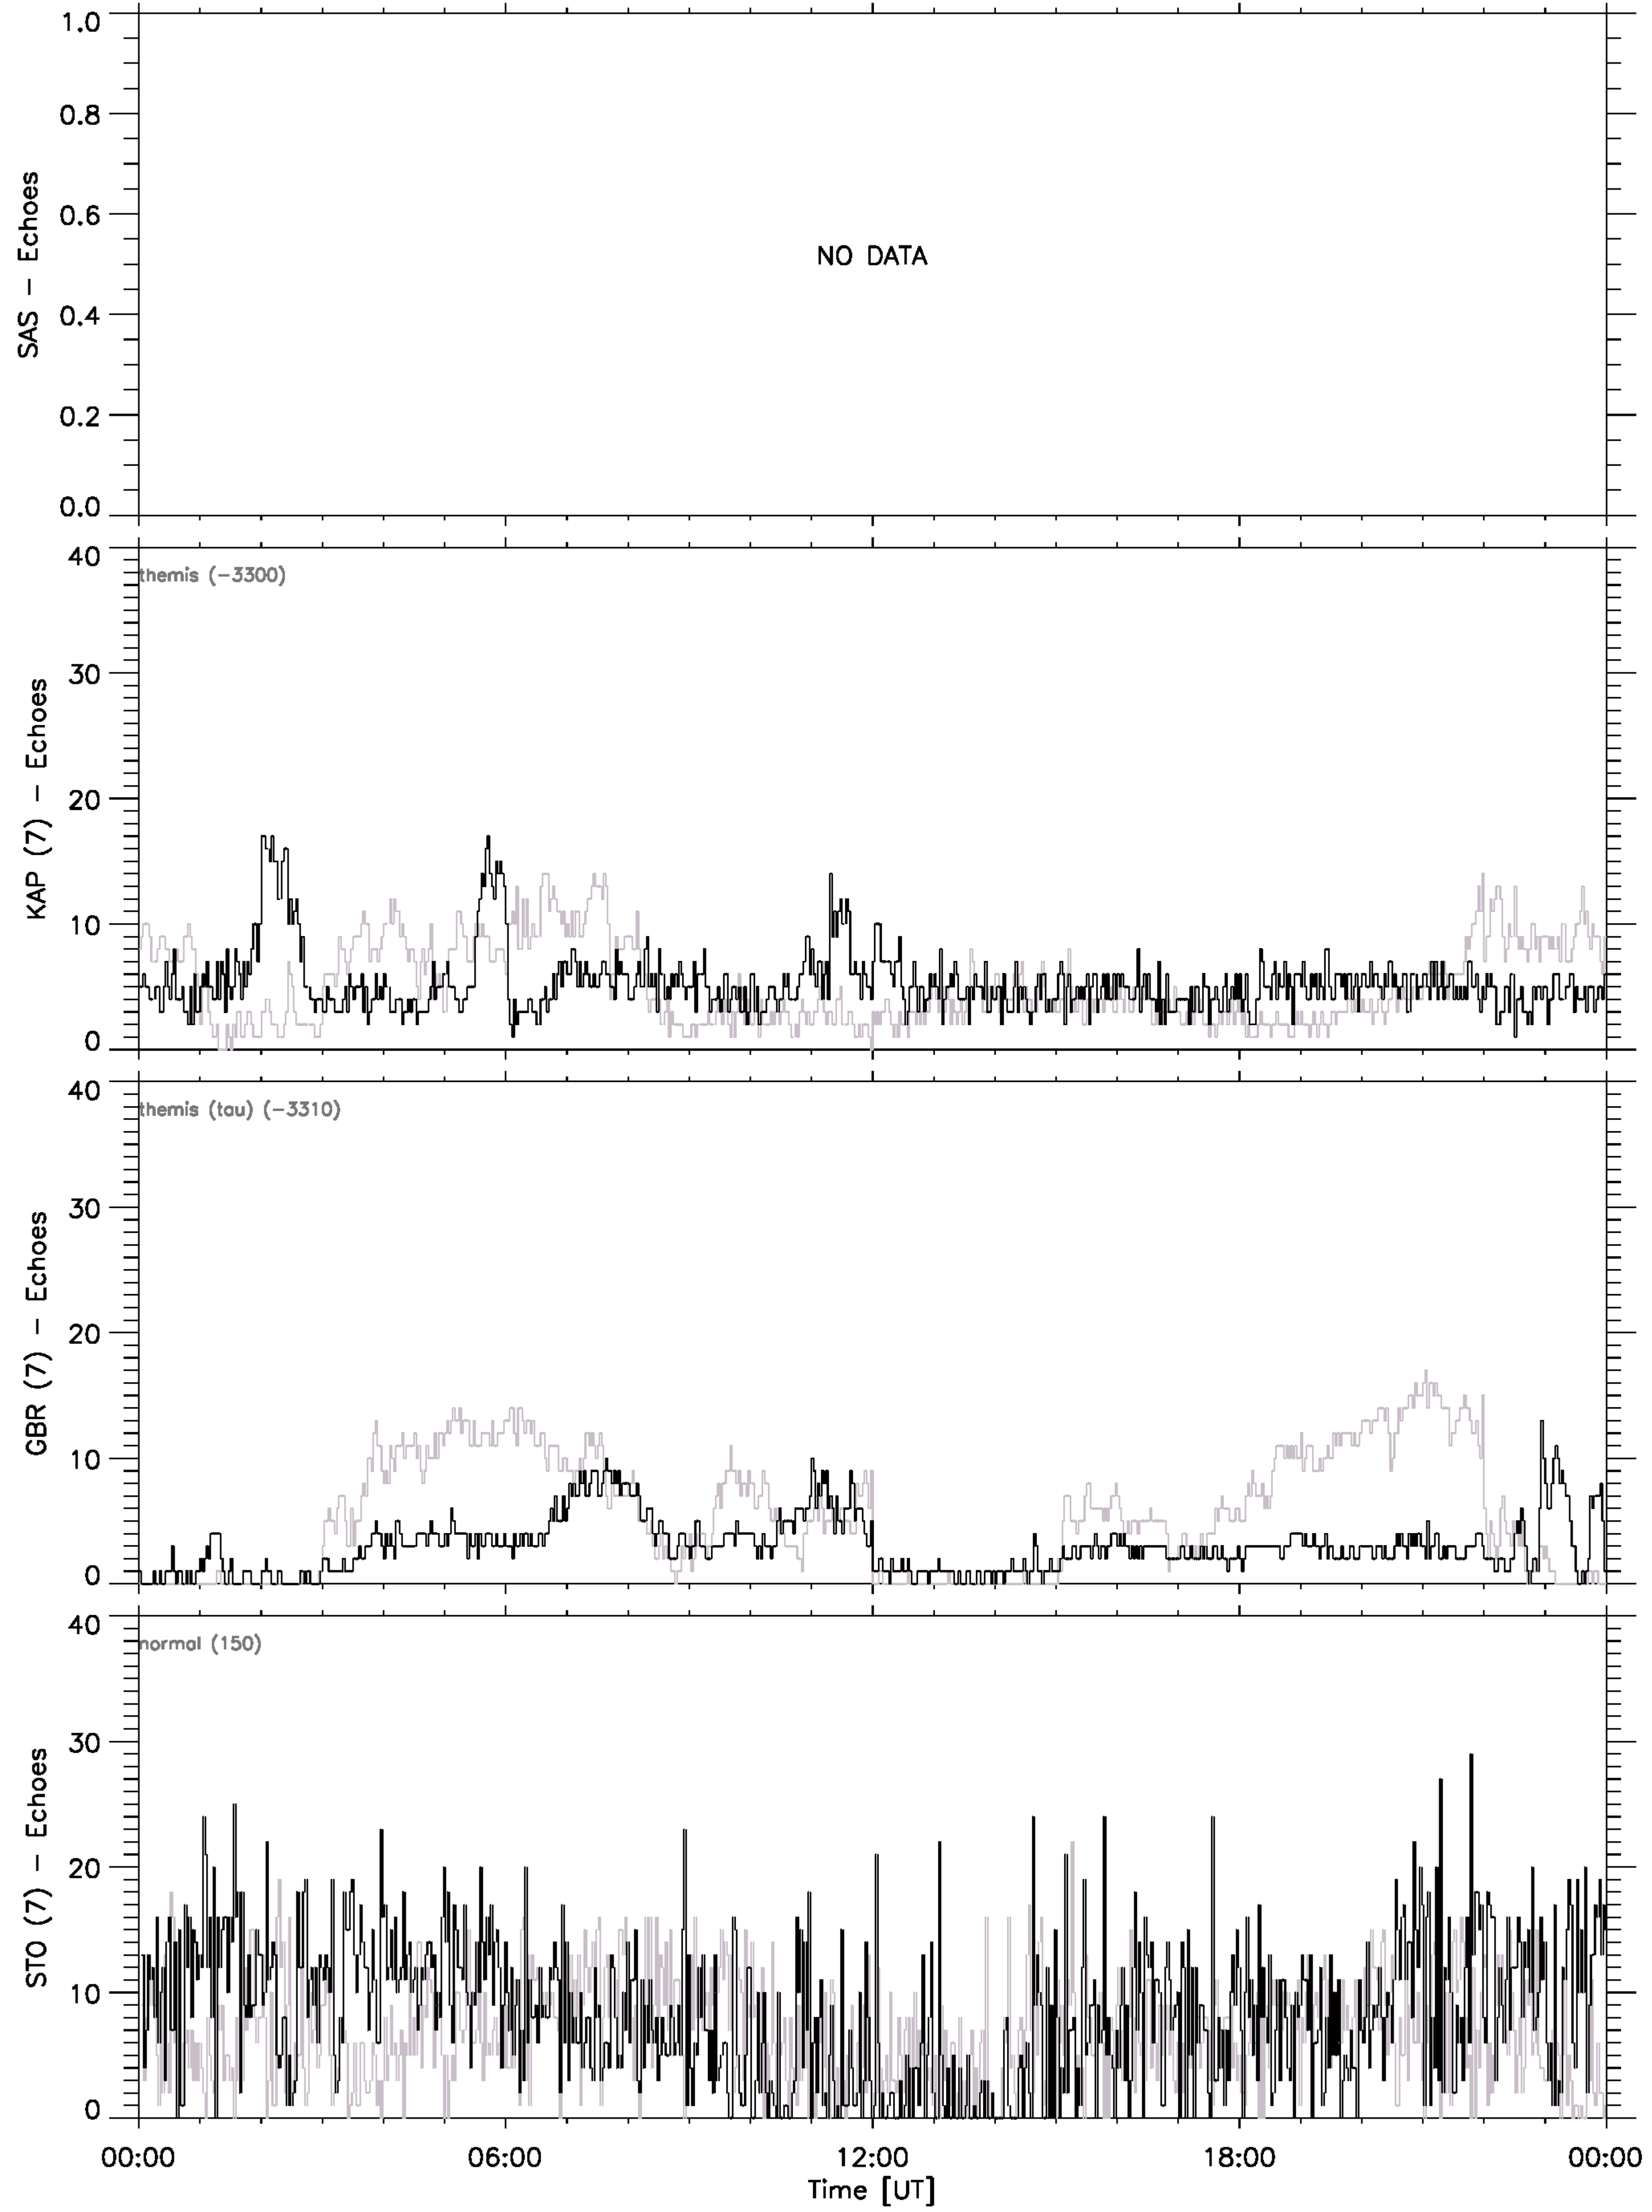 1.0
0.8
0.6
0.4
0.2
0.0
SAS – Echoes
NO DATA
40
30
20
10
0
KAP (7) – Echoes
themis (-3300)
40
30
20
10
0
GBR (7) – Echoes
themis (tau) (-3310)
40
30
20
10
0
STO (7) – Echoes
normal (150)
00:00 06:00 12:00 18:00 00:00
Time [UT]